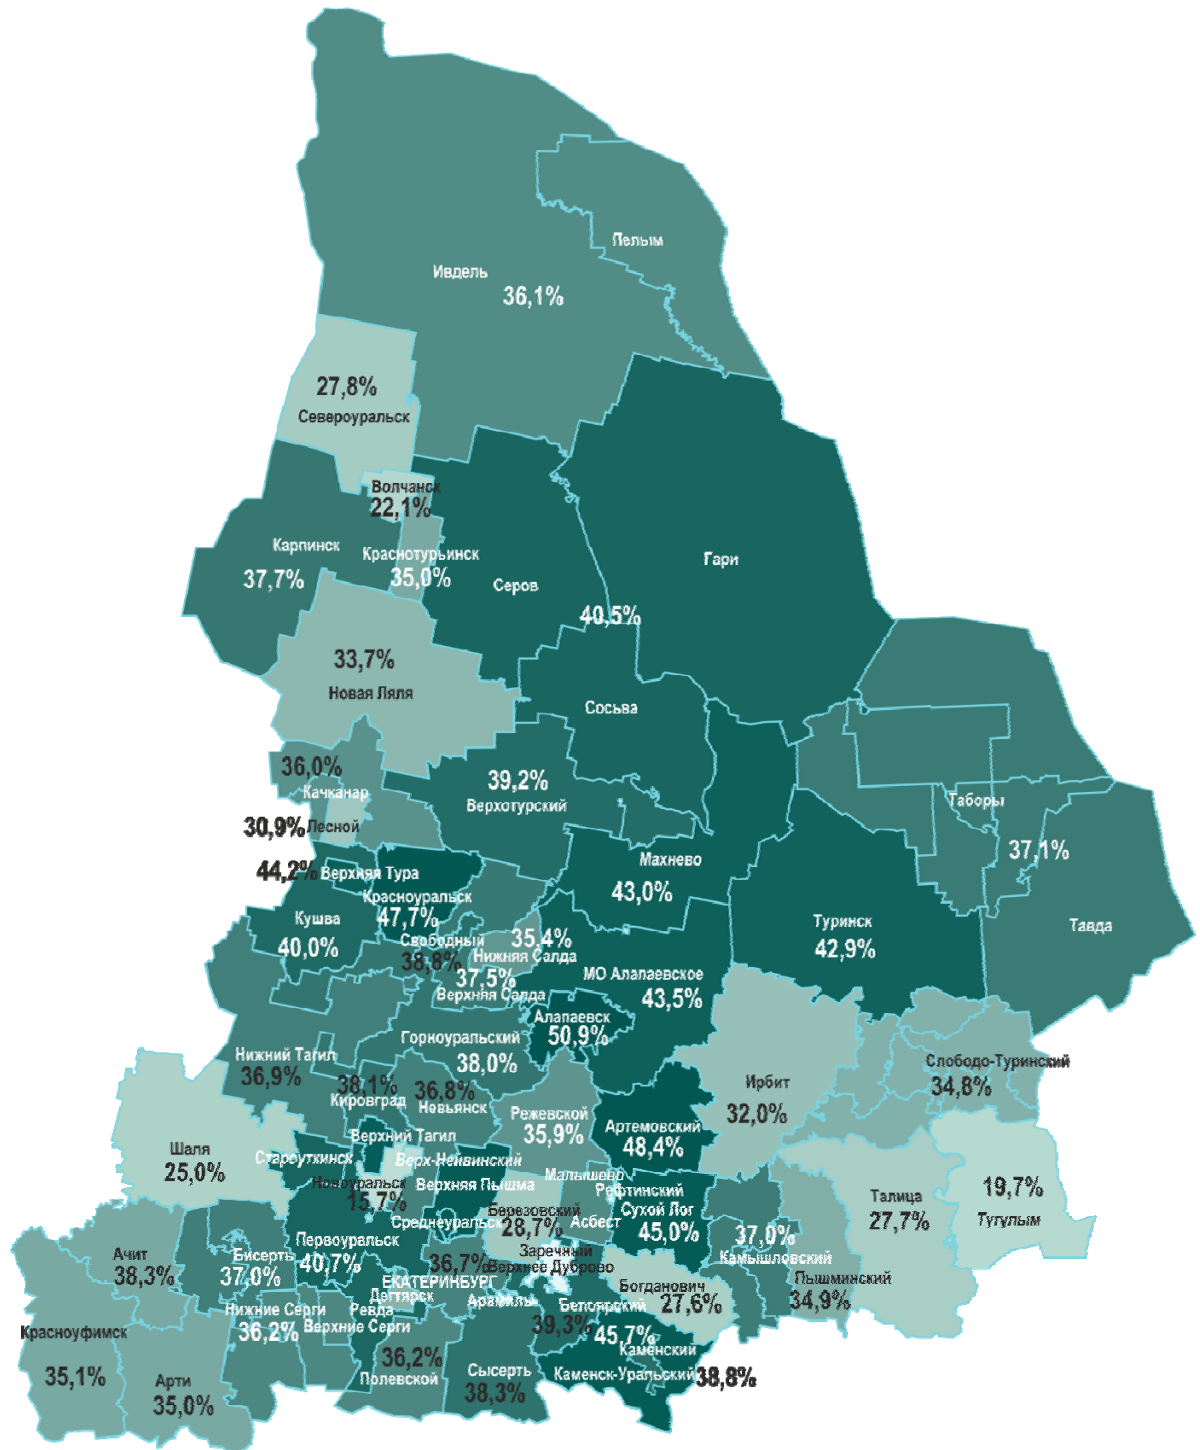 Пелым
Ивдель
36,1%
27,8%
Североуральск
Волчанск
22,1%
Карпинск
37,7%
Краснотурьинск
35,0%
Серов
Гари
40,5%
33,7%
Новая Ляля
Сосьва
36,0%
Качканар
39,2%
Верхотурский
Таборы
37,1%
30,9%
Лесной
44,2%
Верхняя Тура
Махнево
43,0%
Красноуральск
47,7%
Кушва
40,0%
Туринск
42,9%
Тавда
Свободный
38,8%
35,4%
Нижняя Салда
37,5%
Верхняя Салда
МО Алапаевское
43,5%
Алапаевск
50,9%
Горноуральский
38,0%
Нижний Тагил
36,9%
38,1%
Кировград
36,8%
Невьянск
Слободо-Туринский
34,8%
Ирбит
32,0%
Режевской
35,9%
Артемовский
48,4%
Шаля
25,0%
Верхний Тагил
Староуткинск
Верх-Нейвинский
Новоуральск
15,7%
Верхняя Пышма
Малышево
Рефтинский
Сухой Лог
45,0%
Талица
27,7%
19,7%
Тугулым
Березовский
28,7%
Асбест
Среднеуральск
37,0%
Камышловский
Ачит
38,3%
Бисерть
37,0%
Первоуральск
40,7%
36,7%
ЕКАТЕРИНБУРГ
Заречный
Верхнее Дуброво
Дегтярск
Арамиль
Белоярский
39,3%
45,7%
Богданович
27,6%
Пышминский
34,9%
Нижние Серги
36,2%
Ревда
Верхние Серги
Красноуфимск
35,1%
Арти
35,0%
36,2%
Полевской
Сысерть
38,3%
Каменский
Каменск-Уральский
38,8%